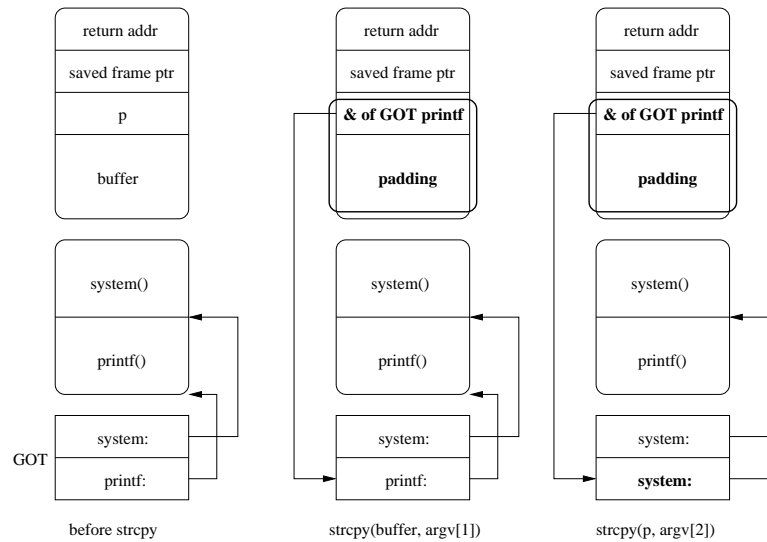 return addr
saved frame ptr
p
buffer
system()
printf()
GOT
system:
printf:
before strcpy
return addr
saved frame ptr
& of GOT printf
padding
system()
printf()
system:
printf:
strcpy(buffer, argv[1])
return addr
saved frame ptr
& of GOT printf
padding
system()
printf()
system:
system:
strcpy(p, argv[2])